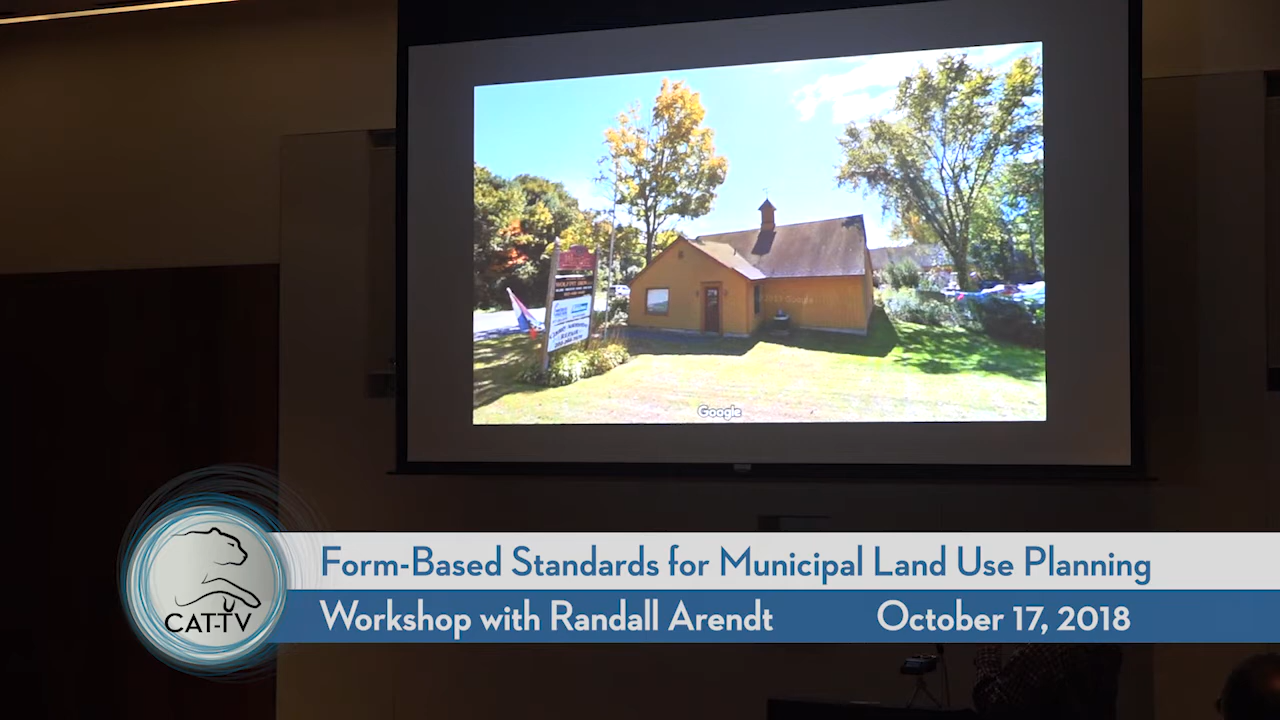 Google
Form-Based Standards for Municipal Land Use Planning
Workshop with Randall Arendt
October 17, 2018
CAT-TV